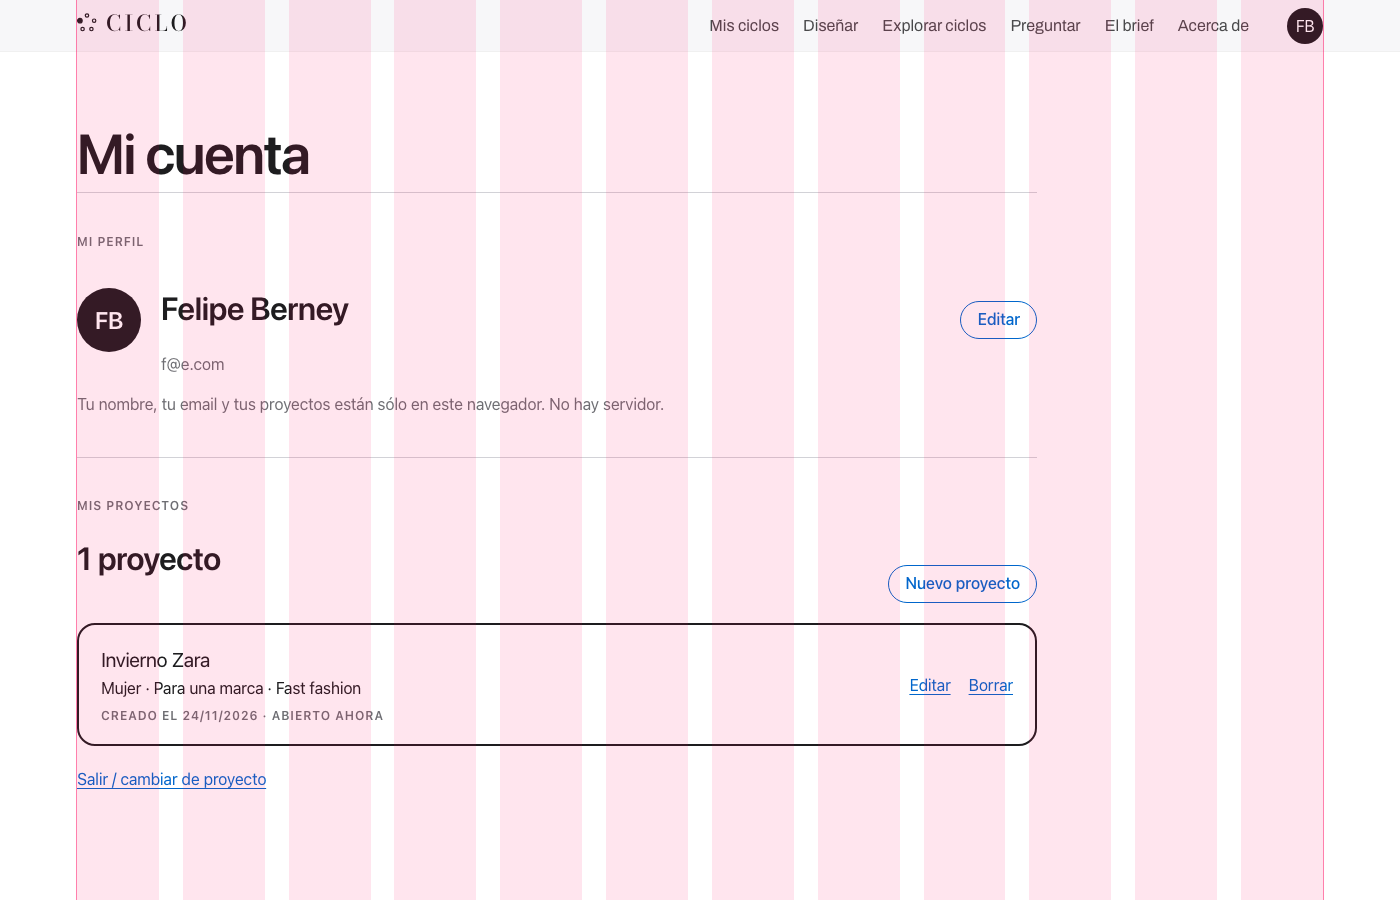 CICLO
Mis ciclos Diseñar Explorar ciclos Preguntar El brief Acerca de FB
Mi cuenta
MI PERFIL
FB
Felipe Berney
Editar
f@e.com
Tu nombre, tu email y tus proyectos están sólo en este navegador. No hay servidor.
MIS PROYECTOS
1 proyecto
Nuevo proyecto
Invierno Zara
Mujer · Para una marca · Fast fashion
Editar Borrar
CREADO EL 24/11/2026 · ABIERTO AHORA
Salir / cambiar de proyecto